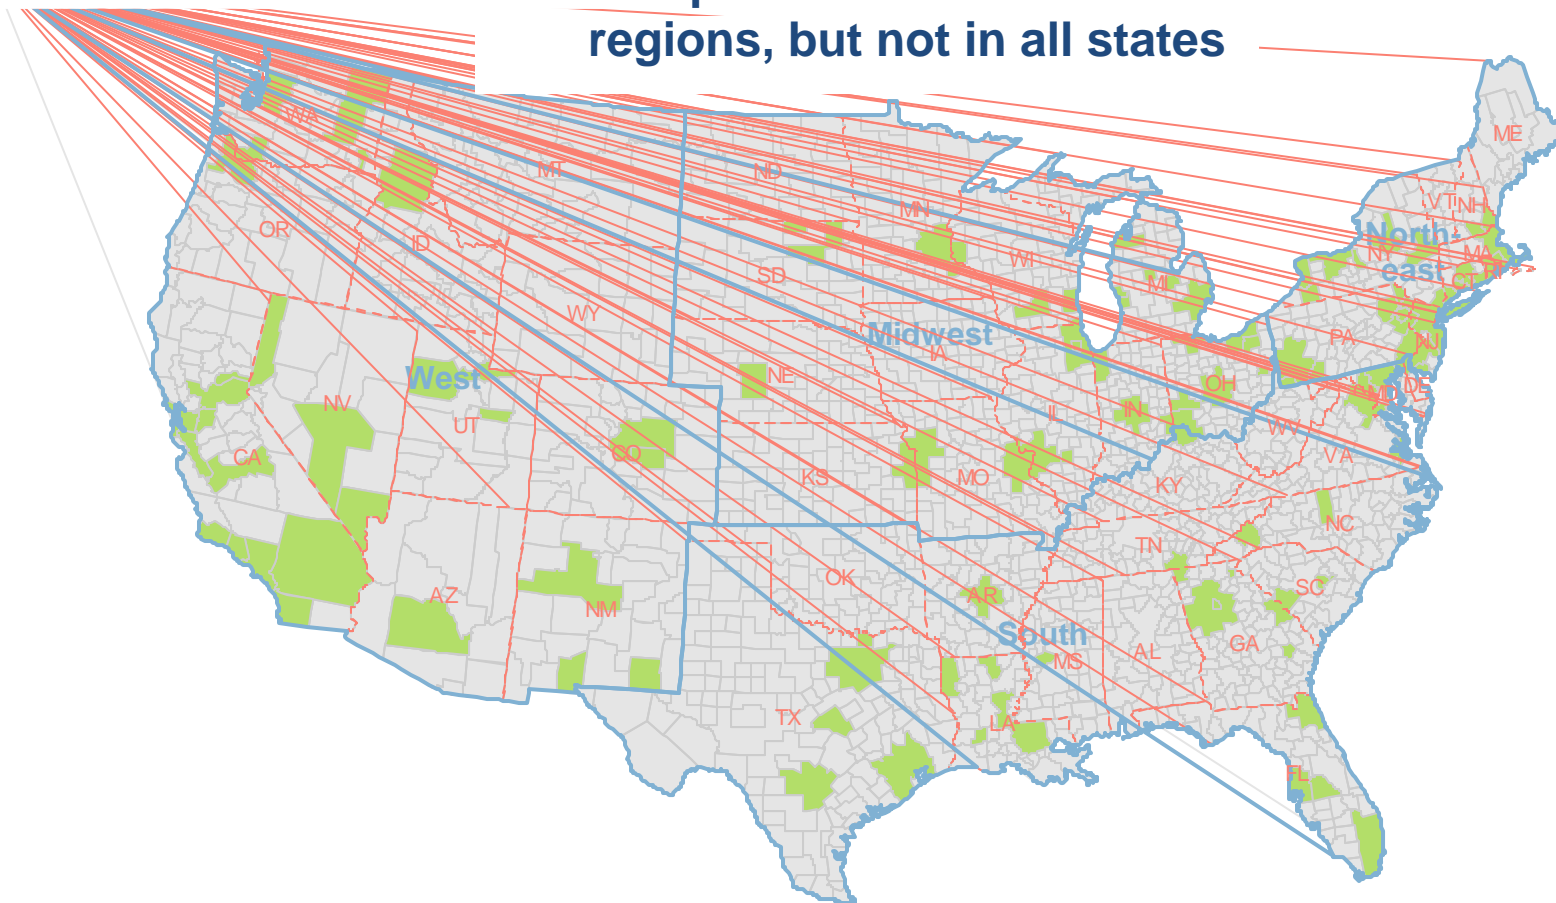 regions, but not in all states
WA
MT
ND
MN
ME
VT
NH
OR
ID
SD
WI
MI
NY
North-
east
MA
CT
RI
WY
Midwest
IA
PA
NJ
West
NV
UT
NE
IL
IN
OH
MD
DE
CA
CO
KS
MO
WV
VA
KY
NC
TN
AZ
NM
OK
AR
SC
South
MS
AL
GA
TX
LA
FL